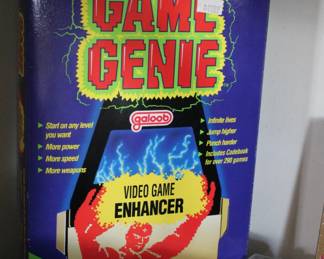 GAME
GENIE
galoob
Start on any level
you want
More power
More speed
More weapons
Infinite lives
Jump higher
Punch harder
Includes Codebook
for over 290 games
VIDEO GAME
ENHANCER